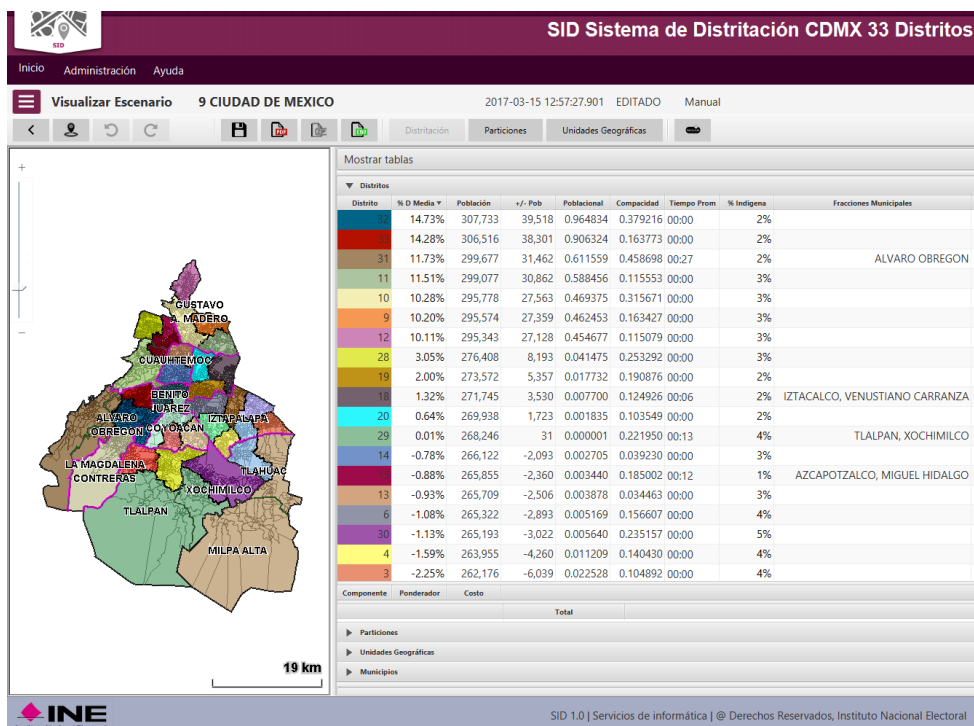 SID
SID Sistema de Distritación CDMX 33 Distritos
Inicio Administración Ayuda
Visualizar Escenario 9 CIUDAD DE MEXICO 2017-03-15 12:57:27.901 EDITADO Manual
Distritación Particiones Unidades Geográficas
Mostrar tablas
Distritos
Distrito % D Media Población +/- Pob Poblacional Compacidad Tiempo Prom % Indigena Fracciones Municipales
32 14.73% 307,733 39,518 0.964834 0.379216 00:00 2%
33 14.28% 306,516 38,301 0.906324 0.163773 00:00 2%
31 11.73% 299,677 31,462 0.611559 0.458698 00:27 2% ALVARO OBREGON
11 11.51% 299,077 30,862 0.588456 0.115553 00:00 3%
10 10.28% 295,778 27,563 0.469375 0.315671 00:00 3%
9 10.20% 295,574 27,359 0.462453 0.163427 00:00 3%
12 10.11% 295,343 27,128 0.454677 0.115079 00:00 3%
28 3.05% 276,408 8,193 0.041475 0.253292 00:00 3%
19 2.00% 273,572 5,357 0.017732 0.190876 00:00 2%
18 1.32% 271,745 3,530 0.007700 0.124926 00:06 2% IZTACALCO, VENUSTIANO CARRANZA
20 0.64% 269,938 1,723 0.001835 0.103549 00:00 2%
29 0.01% 268,246 31 0.000001 0.221950 00:13 4% TLALPAN, XOCHIMILCO
14 -0.78% 266,122 -2,093 0.002705 0.039230 00:00 3%
-0.88% 265,855 -2,360 0.003440 0.185002 00:12 1% AZCAPOTZALCO, MIGUEL HIDALGO
13 -0.93% 265,709 -2,506 0.003878 0.034463 00:00 3%
6 -1.08% 265,322 -2,893 0.005169 0.156607 00:00 4%
30 -1.13% 265,193 -3,022 0.005640 0.235157 00:00 5%
4 -1.59% 263,955 -4,260 0.011209 0.140430 00:00 4%
3 -2.25% 262,176 -6,039 0.022528 0.104892 00:00 4%
Componente Ponderador Costo
Total
Particiones
Unidades Geográficas
Municipios
GUSTAVO
A. MADERO
CUAUHTEMOC
BENITO
JUAREZ
ALVARO
OBREGON
COYOACAN
IZTAPALAPA
LA MAGDALENA
CONTRERAS
TLAHUAC
XOCHIMILCO
TLALPAN
MILPA ALTA
19 km
INE
SID 1.0 | Servicios de informática | @ Derechos Reservados, Instituto Nacional Electoral